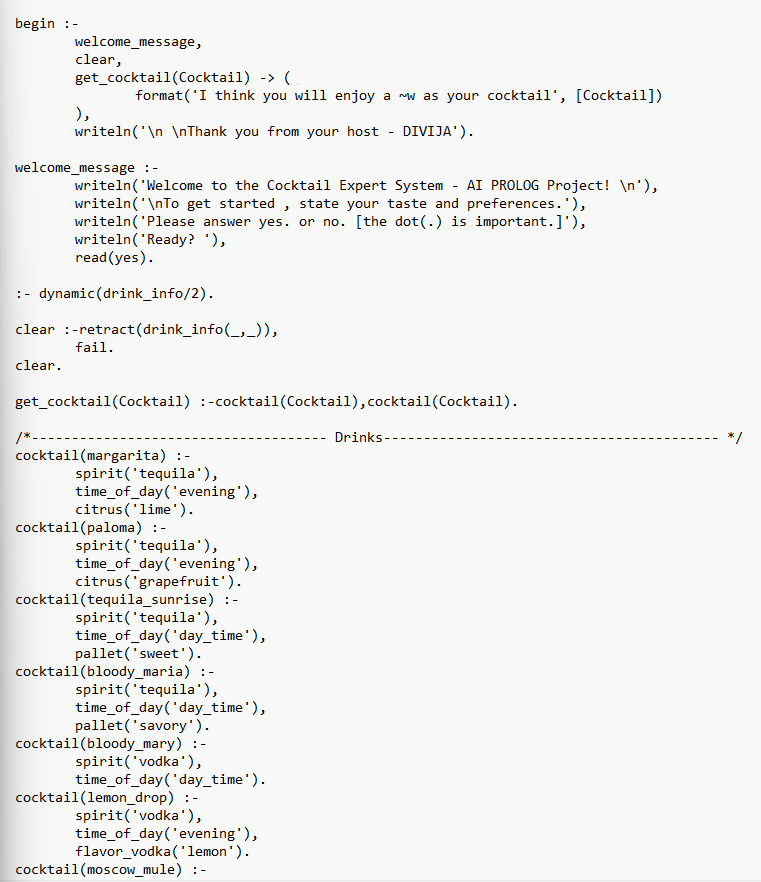 begin :-
welcome_message,
clear,
get_cocktail(Cocktail) -> (
format('I think you will enjoy a ~w as your cocktail', [Cocktail])
),
writeln('\n \nThank you from your host - DIVIJA').
welcome_message :-
writeln('Welcome to the Cocktail Expert System - AI PROLOG Project! \n'),
writeln('\nTo get started , state your taste and preferences.'),
writeln('Please answer yes. or no. [the dot(.) is important.]'),
writeln('Ready? '),
read(yes).
:- dynamic(drink_info/2).
clear :-retract(drink_info(_,_)),
fail.
clear.
get_cocktail(Cocktail) :-cocktail(Cocktail),cocktail(Cocktail).
/*------------------------------------- Drinks------------------------------------------ */
cocktail(margarita) :-
spirit('tequila'),
time_of_day('evening'),
citrus('lime').
cocktail(paloma) :-
spirit('tequila'),
time_of_day('evening'),
citrus('grapefruit').
cocktail(tequila_sunrise) :-
spirit('tequila'),
time_of_day('day_time'),
pallet('sweet').
cocktail(bloody_maria) :-
spirit('tequila'),
time_of_day('day_time'),
pallet('savory').
cocktail(bloody_mary) :-
spirit('vodka'),
time_of_day('day_time').
cocktail(lemon_drop) :-
spirit('vodka'),
time_of_day('evening'),
flavor_vodka('lemon').
cocktail(moscow_mule) :-